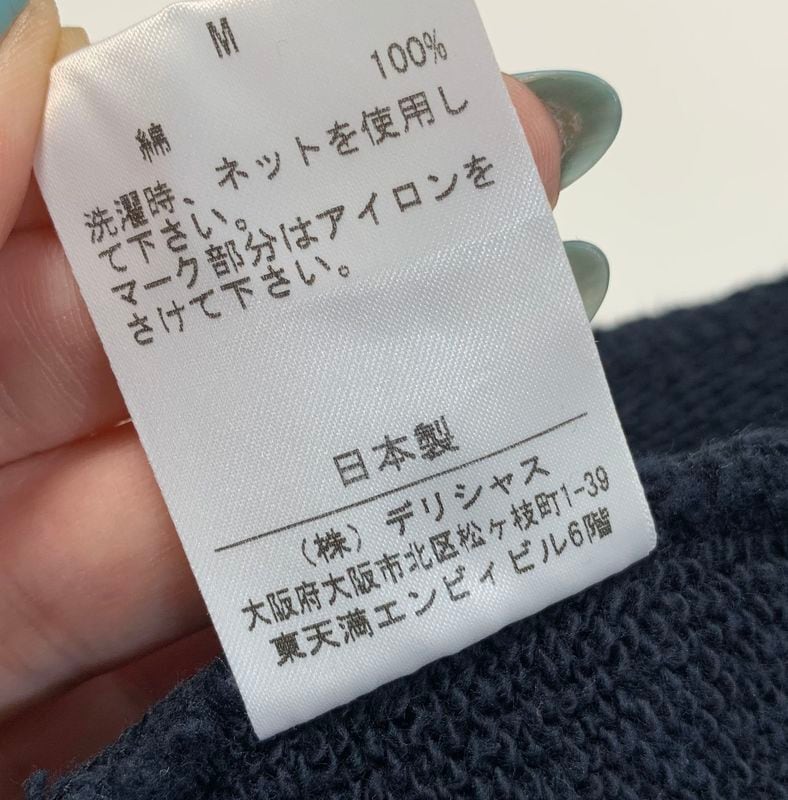 M
綿 100%
洗濯時、ネットを使用し
て下さい。
マーク部分はアイロンを
さけて下さい。
日本製
（株）デリシャス
大阪府大阪市北区松ヶ枝町1-39
東天満エンビィビル6階